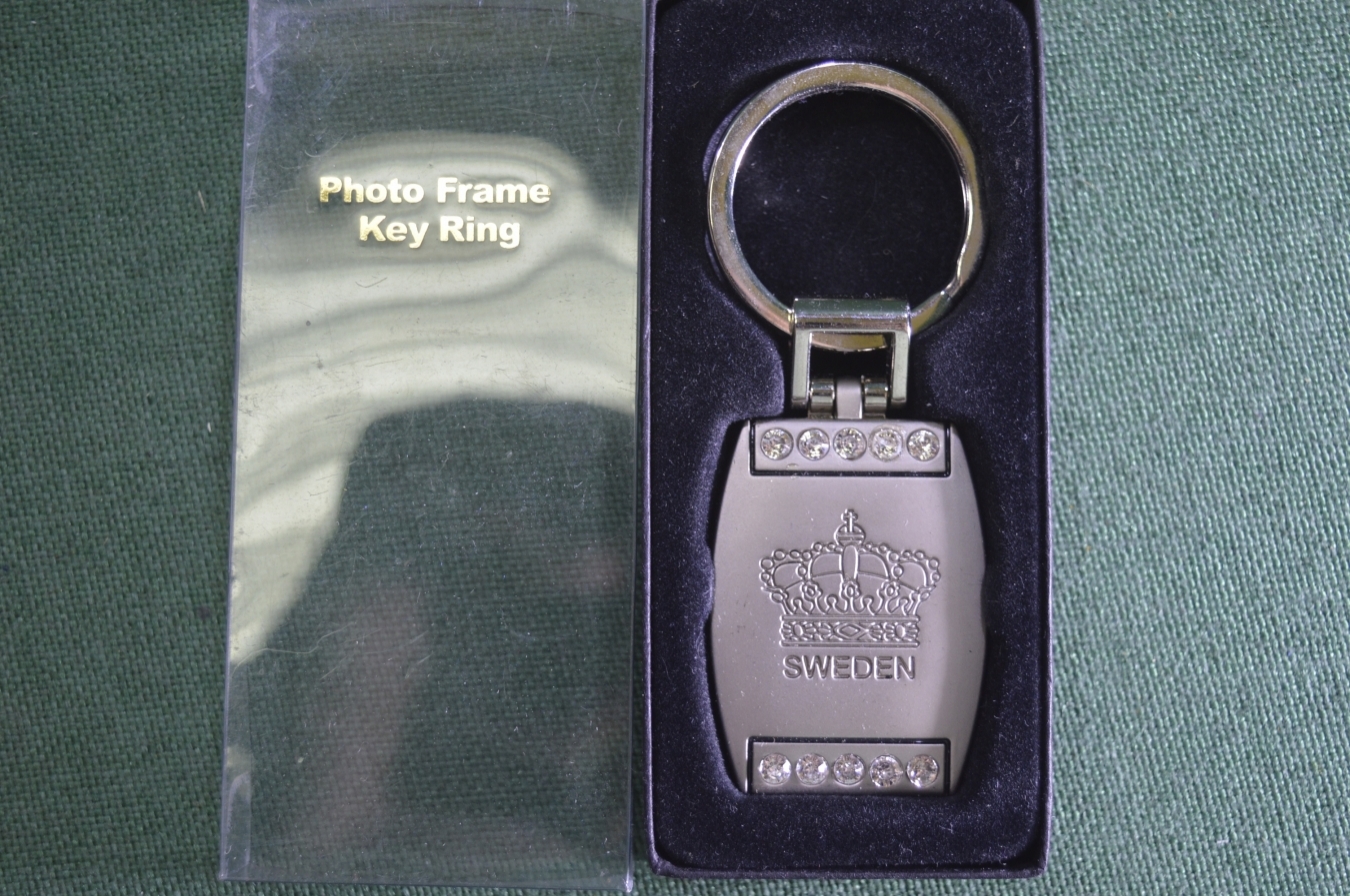 Photo Frame
Key Ring
SWEDEN